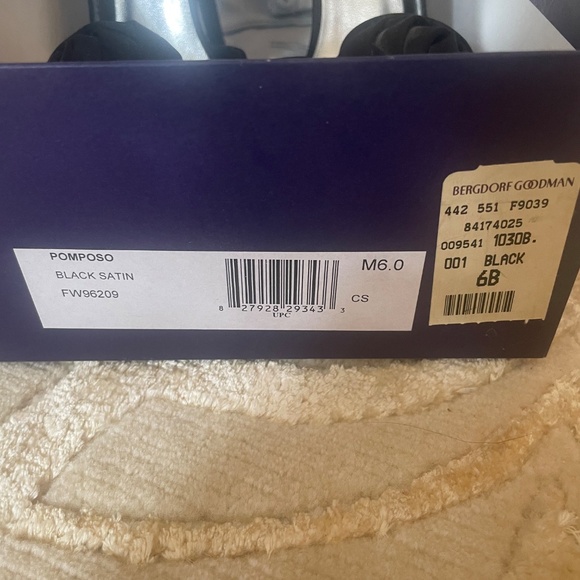 POMPOSO
BLACK SATIN
FW96209
M6.0
CS
8 27928 29343 3
UPC
BERGDORF GOODMAN
442 551 F9039
84174025
009541 1030B.
001 BLACK
6B